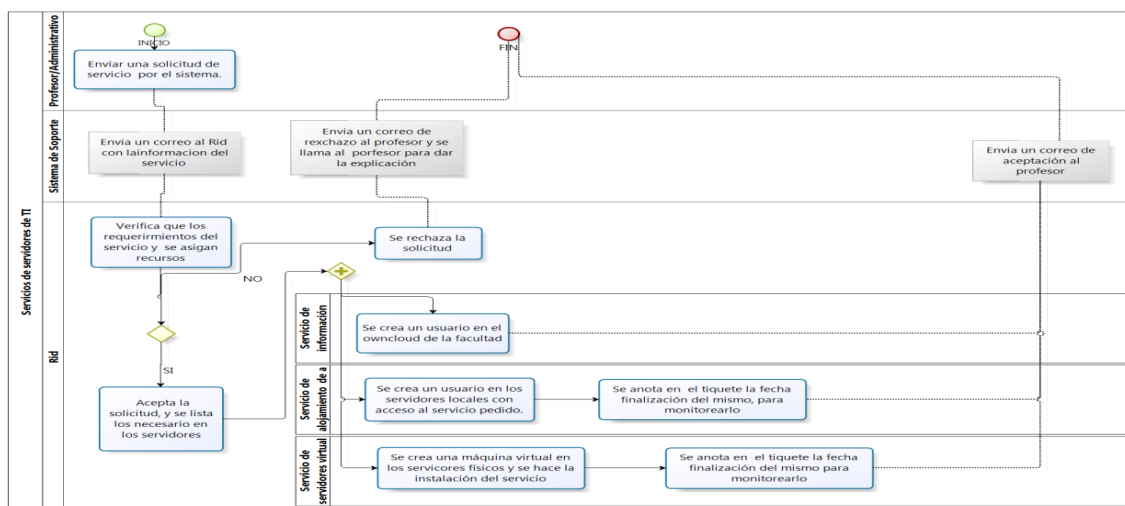 Servicios de servidores de TI
Profesor/Administrativo
INICIO
Enviar una solicitud de
servicio por el sistema.
FIN
Sistema de Soporte
Envia un correo al Rid
con lainformacion del
servicio
Envia un correo de
rexchazo al profesor y se
llama al porfesor para dar
la explicación
Envia un correo de
aceptación al
profesor
Rid
Verifica que los
requerirmientos del
servicio y se asigan
recursos
Se rechaza la
solicitud
NO
SI
Acepta la
solicitud, y se lista
los necesario en
los servidores
Servicio de
información
Se crea un usuario en el
owncloud de la facultad
Servicio de
alojamiento de a
Se crea un usuario en los
servidores locales con
acceso al servicio pedido.
Se anota en el tiquete la fecha
finalización del mismo, para
monitorearlo
Servicio de
servidores virtual
Se crea una máquina virtual en
los servicores físicos y se hace la
instalación del servicio
Se anota en el tiquete la fecha
finalización del mismo para
monitorearlo